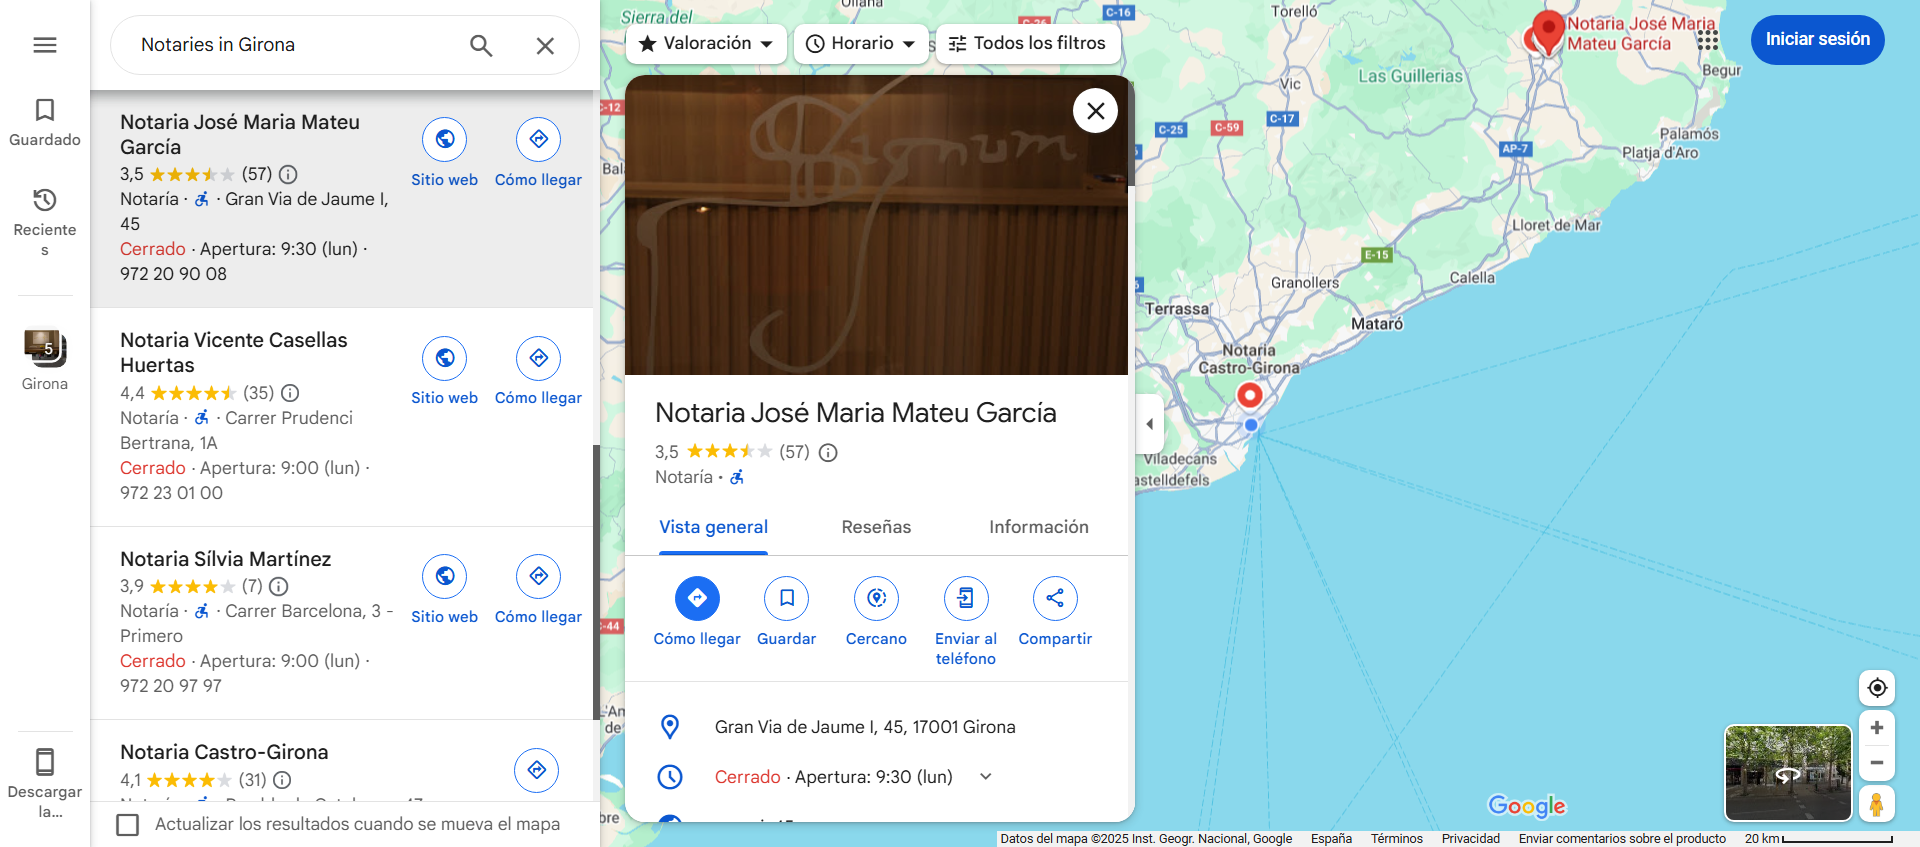 Notaries in Girona
Guardado
Reciente
s
5
Girona
Descargar
la...
Notaria José Maria Mateu
García
3,5 (57)
Notaría · · Gran Via de Jaume I,
45
Cerrado · Apertura: 9:30 (lun) ·
972 20 90 08
Sitio web
Cómo llegar
Notaria Vicente Casellas
Huertas
4,4 (35)
Notaría · · Carrer Prudenci
Bertrana, 1A
Cerrado · Apertura: 9:00 (lun) ·
972 23 01 00
Sitio web
Cómo llegar
Notaria Sílvia Martínez
3,9 (7)
Notaría · · Carrer Barcelona, 3 -
Primero
Cerrado · Apertura: 9:00 (lun) ·
972 20 97 97
Sitio web
Cómo llegar
Notaria Castro-Girona
4,1 (31)
Actualizar los resultados cuando se mueva el mapa
Valoración
Horario
Todos los filtros
Signum
Notaria José Maria Mateu García
3,5 (57)
Notaría ·
Vista general
Reseñas
Información
Cómo llegar
Guardar
Cercano
Enviar al
teléfono
Compartir
Gran Via de Jaume I, 45, 17001 Girona
Cerrado · Apertura: 9:30 (lun)
Iniciar sesión
Sierra del
Oliana
C-26
C-16
Torelló
Notaria José Maria
Mateu García
Begur
Las Guillerias
Vic
C-12
C-17
C-25
C-59
AP-7
Palamós
Platja d'Aro
Bal
Lloret de Mar
E-15
Calella
Granollers
Terrassa
Mataró
Notaria
Castro-Girona
Viladecans
astelldefels
C-44
L'Am
de
bre
Google
Datos del mapa ©2025 Inst. Geogr. Nacional, Google
España
Términos
Privacidad
Enviar comentarios sobre el producto
20 km